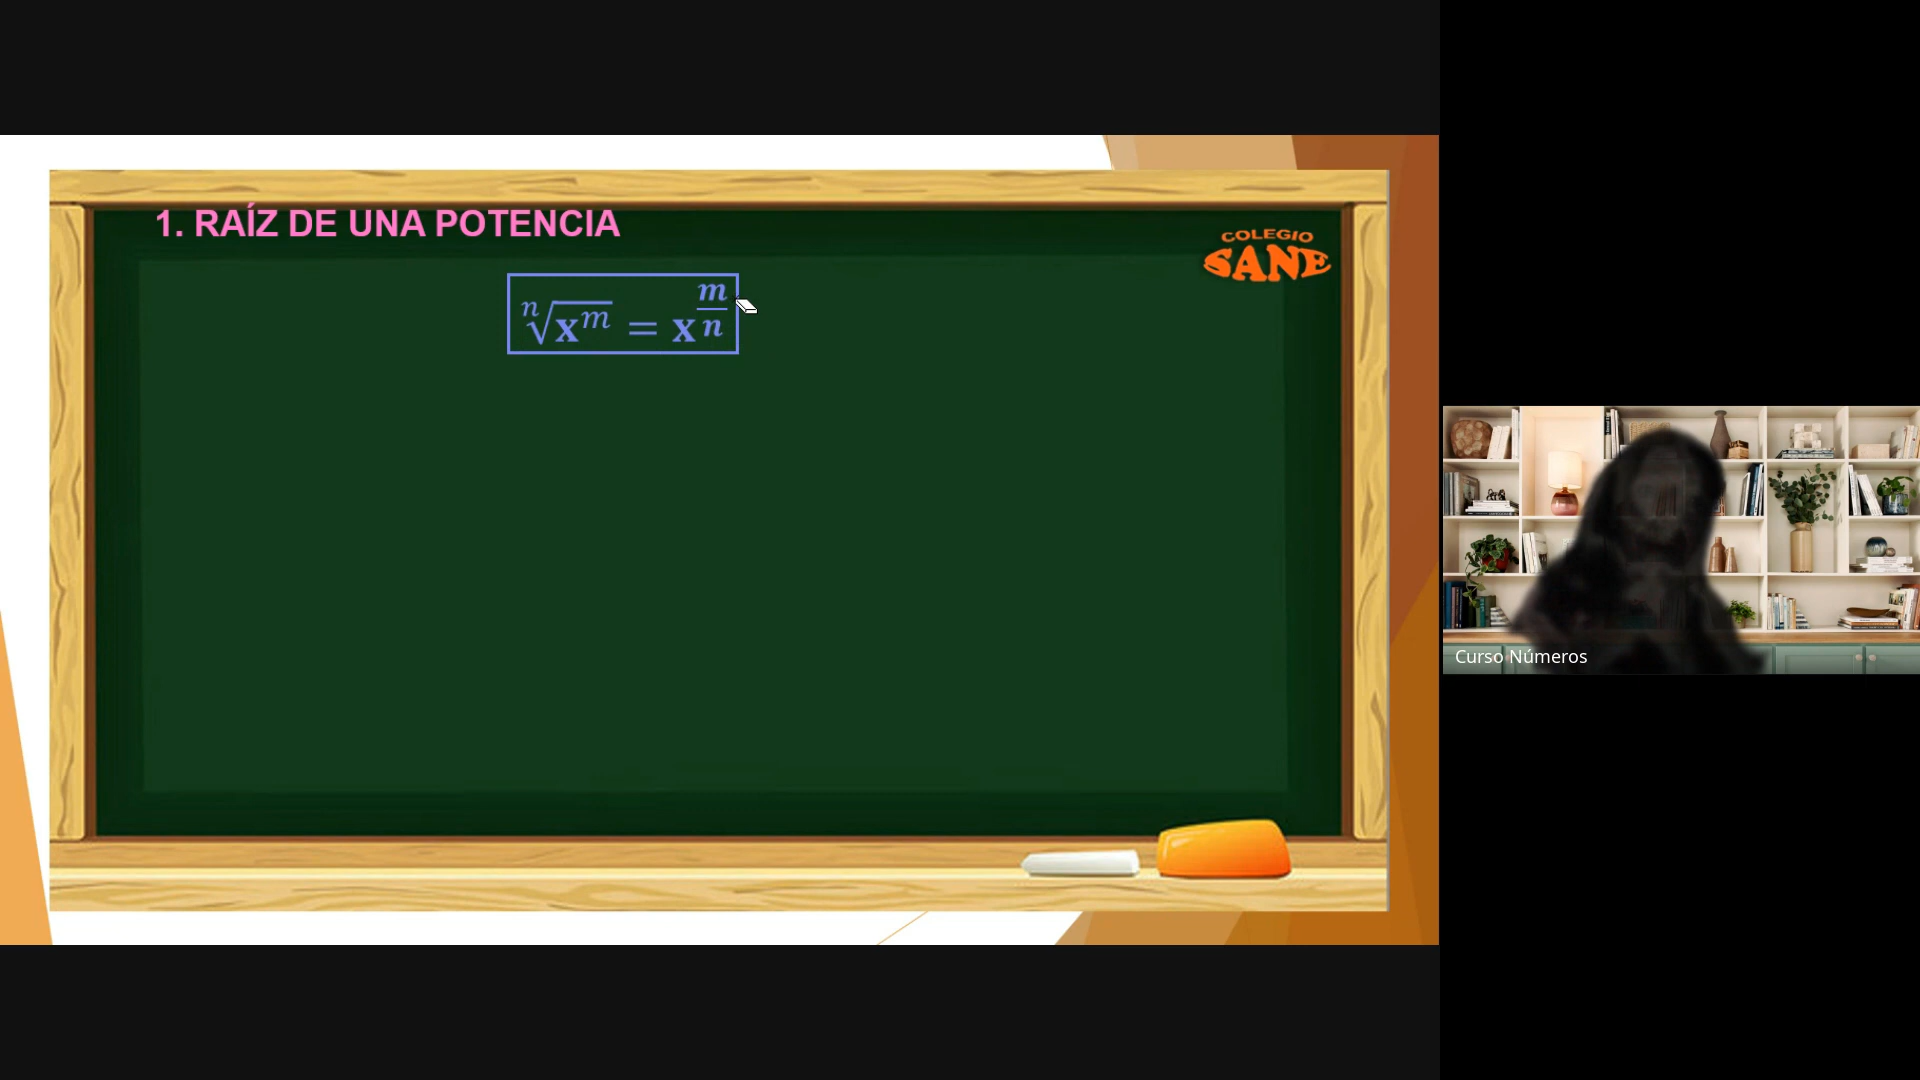 1. RAÍZ DE UNA POTENCIA
COLEGIO
SANE
ⁿ√xᵐ = x^(m/n)
Curso Números